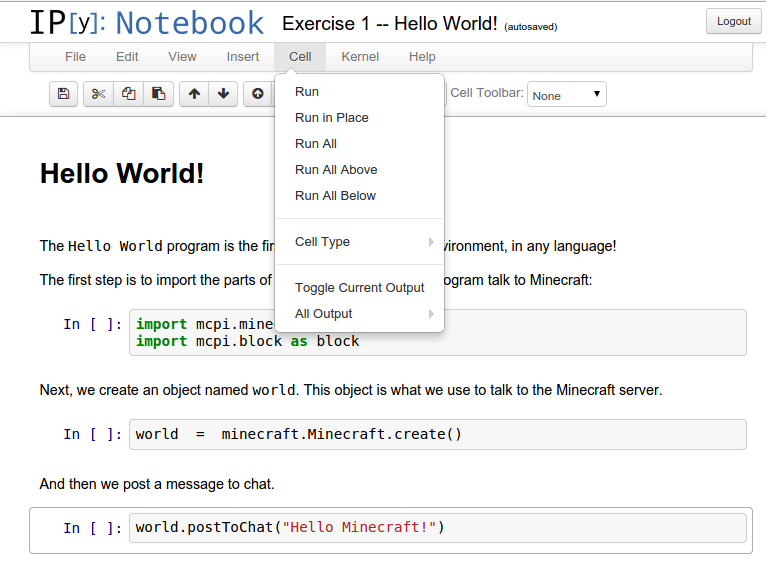 IP[y]: Notebook Exercise 1 -- Hello World! (autosaved) Logout
File Edit View Insert Cell Kernel Help
Cell Toolbar: None
Run
Run in Place
Run All
Run All Above
Run All Below
Cell Type
Toggle Current Output
All Output
Hello World!
The Hello World program is the fir vironment, in any language!
The first step is to import the parts of ogram talk to Minecraft:
In [ ]: import mcpi.mine
import mcpi.block as block
Next, we create an object named world. This object is what we use to talk to the Minecraft server.
In [ ]: world = minecraft.Minecraft.create()
And then we post a message to chat.
In [ ]: world.postToChat("Hello Minecraft!")